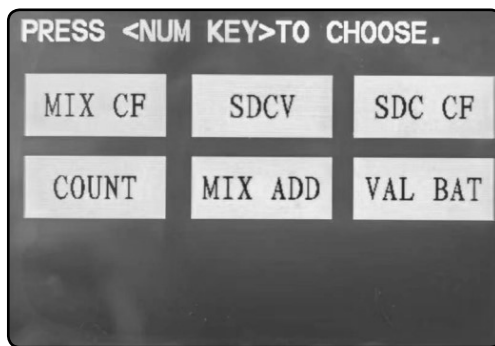 PRESS <NUM KEY>TO CHOOSE.
MIX CF SDCV SDC CF
COUNT MIX ADD VAL BAT